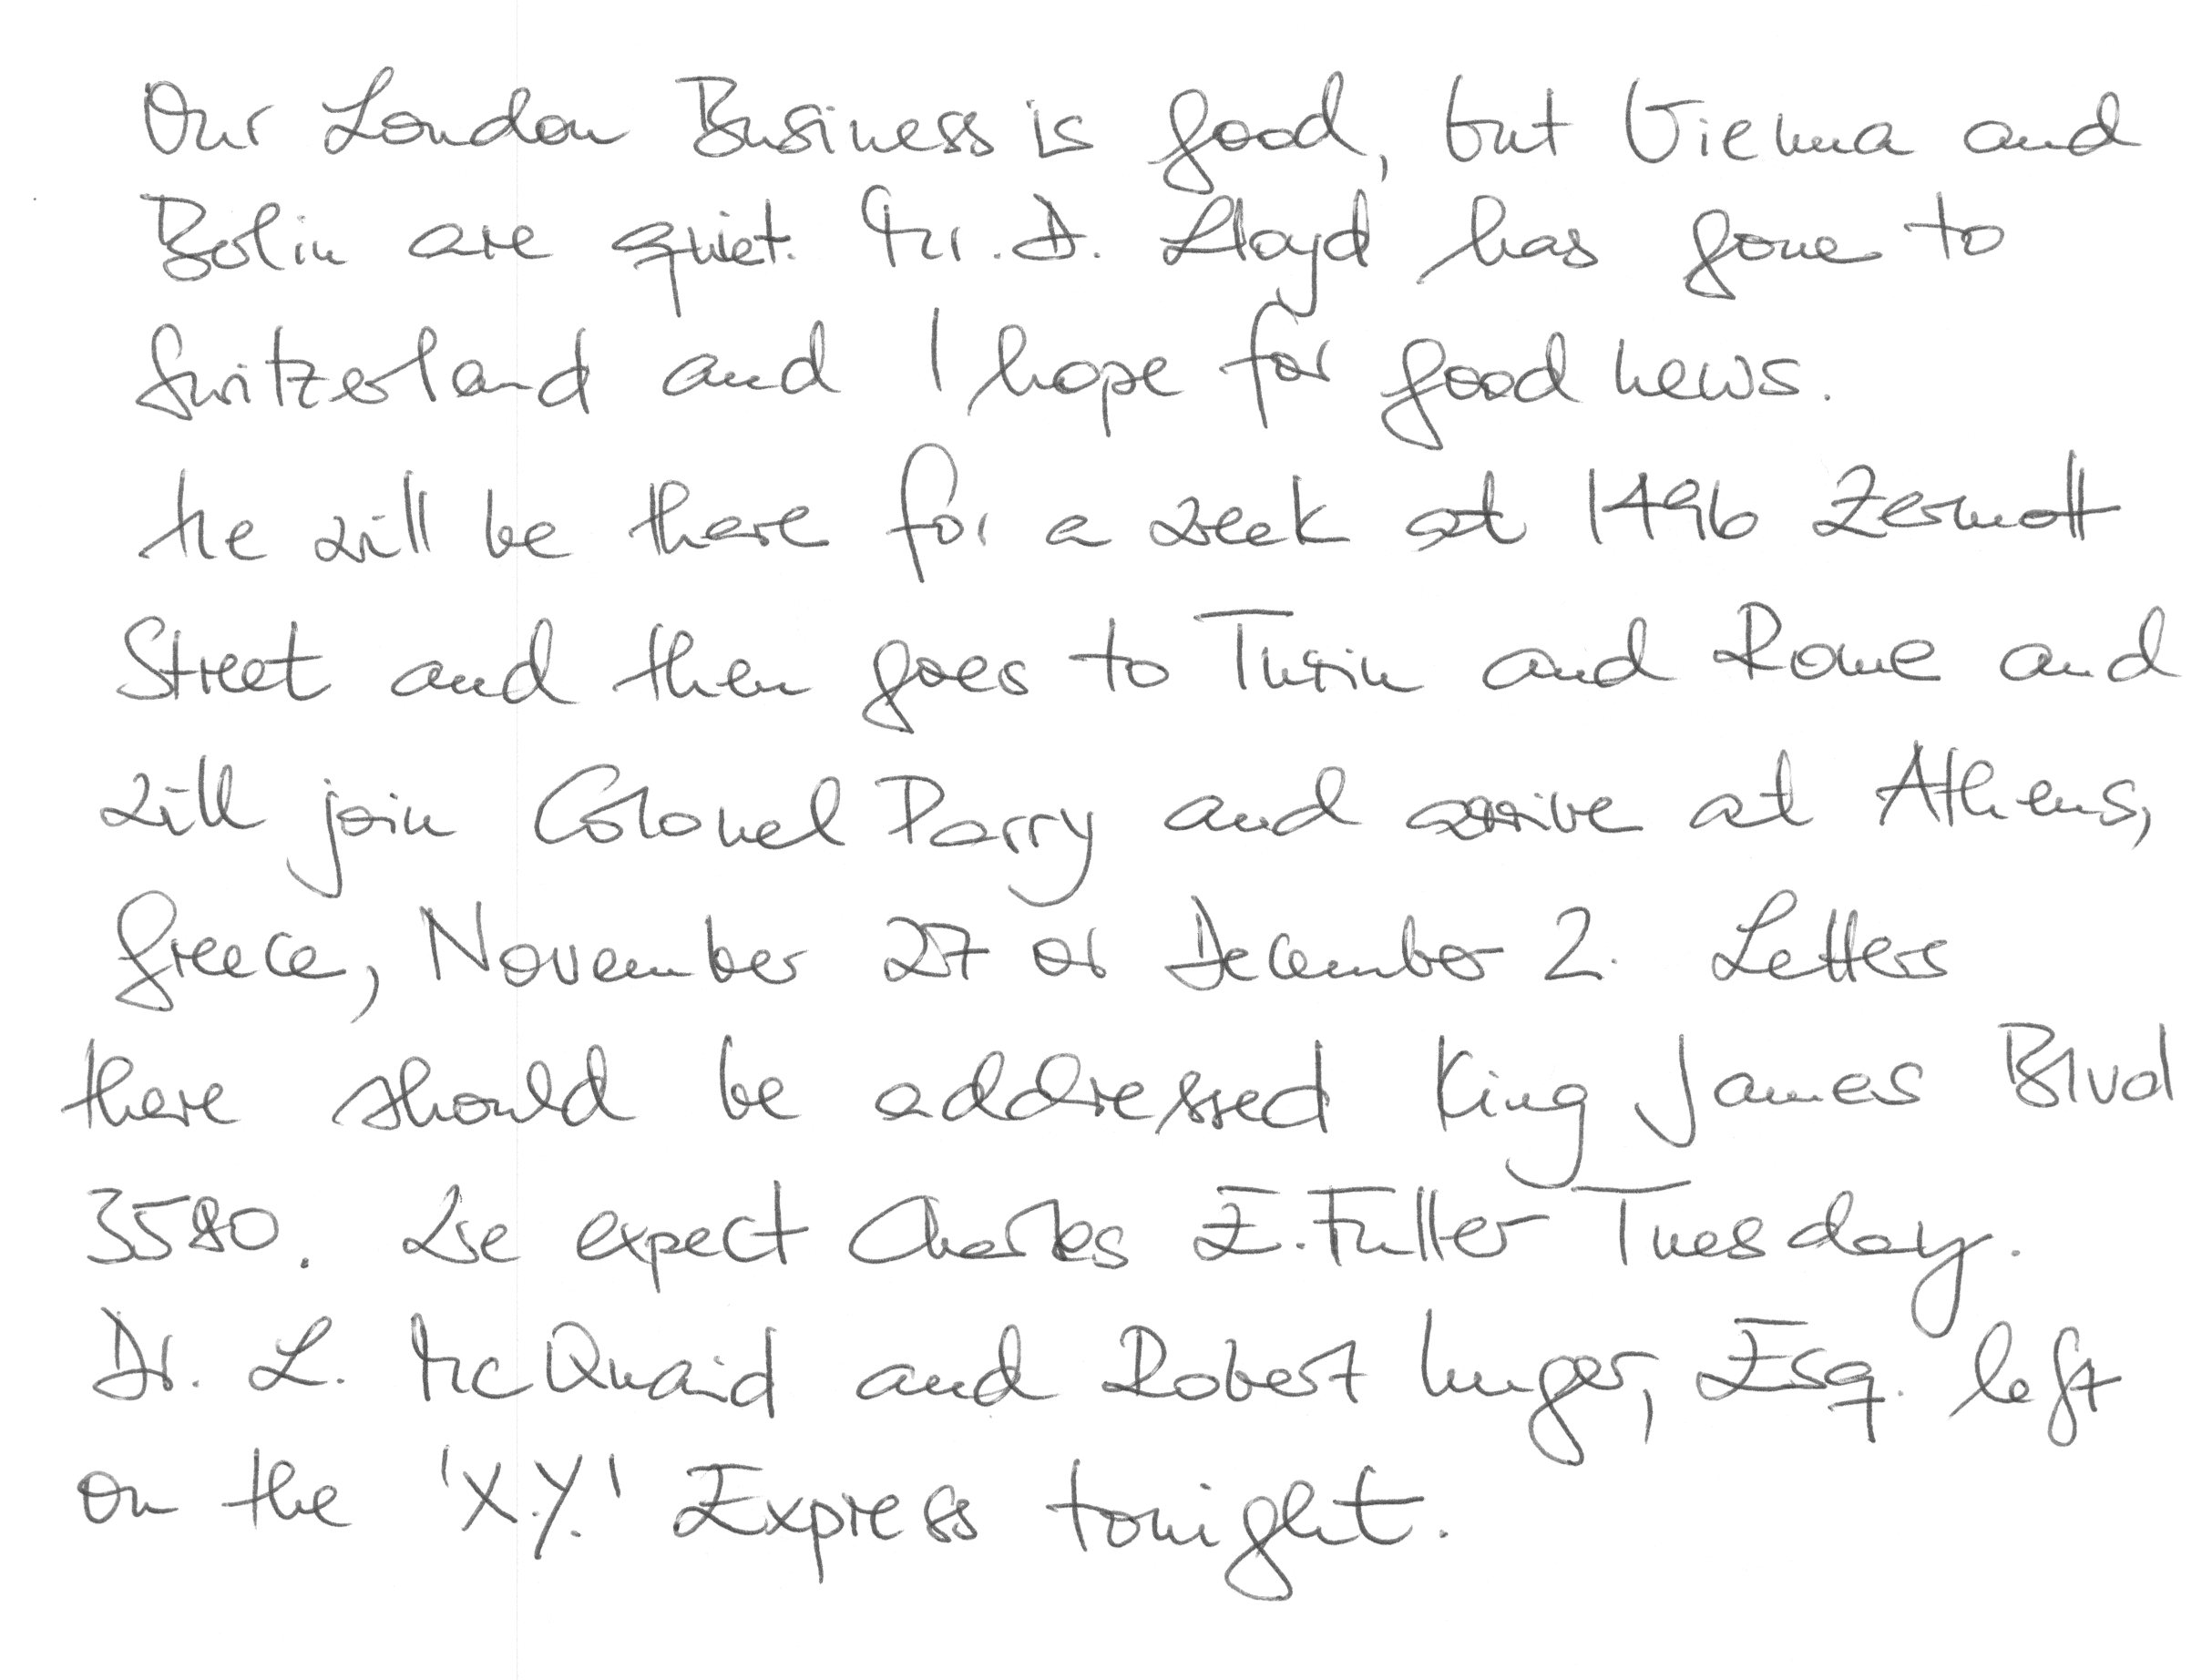 Our London Business is good, but Vienna and
Berlin are quiet. Mr. D. Lloyd has gone to
Switzerland and I hope for good news.
He will be there for a week at 1496 Zermott
Street and then goes to Turin and Rome and
will join Colonel Parry and arrive at Athens,
Greece, November 27 or December 2. Letters
there should be addressed King James Blvd
3580. We expect Charles E. Fuller Tuesday.
Dr. L. McQuaid and Robert Unger, Esq. left
on the 'X.Y.' Express tonight.